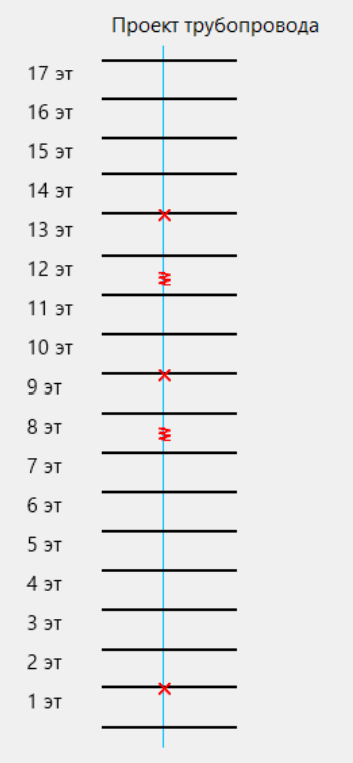 Проект трубопровода
17 эт
16 эт
15 эт
14 эт
13 эт
12 эт
11 эт
10 эт
9 эт
8 эт
7 эт
6 эт
5 эт
4 эт
3 эт
2 эт
1 эт